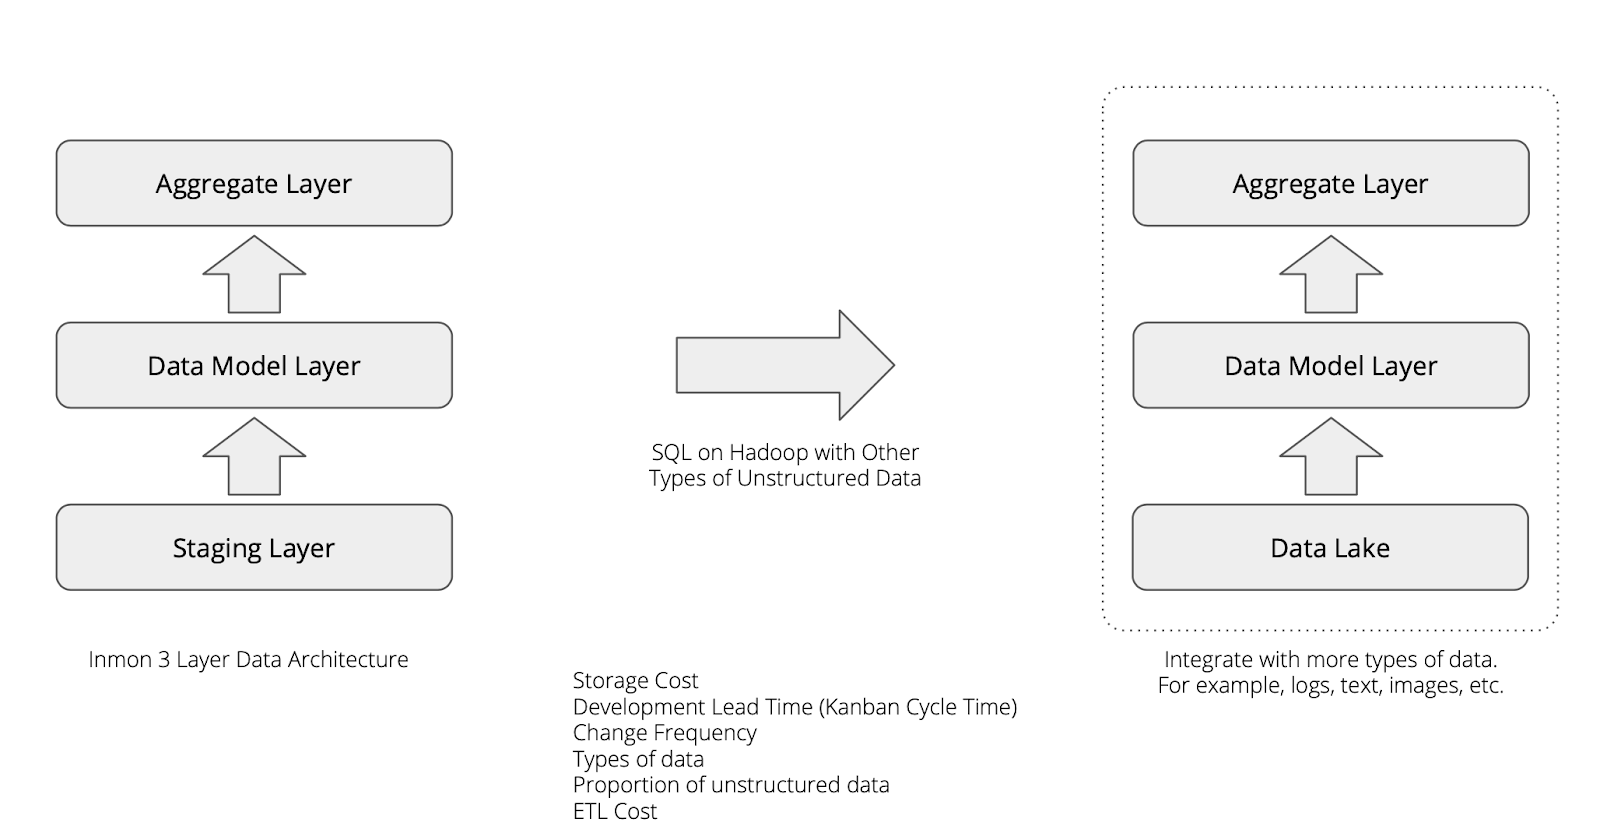 Aggregate Layer
Data Model Layer
Staging Layer
Inmon 3 Layer Data Architecture
SQL on Hadoop with Other
Types of Unstructured Data
Storage Cost
Development Lead Time (Kanban Cycle Time)
Change Frequency
Types of data
Proportion of unstructured data
ETL Cost
Aggregate Layer
Data Model Layer
Data Lake
Integrate with more types of data.
For example, logs, text, images, etc.